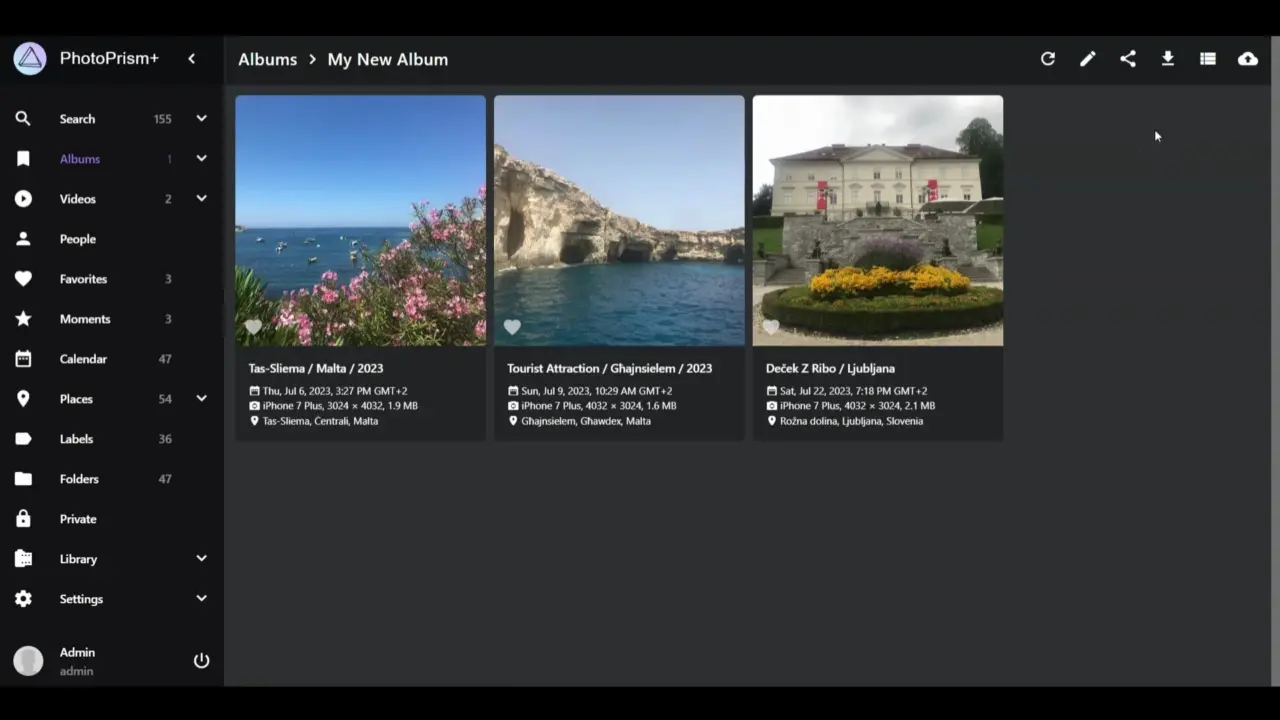 PhotoPrism+
Albums > My New Album
Search 155
Albums 1
Videos 2
People
Favorites 3
Moments 3
Calendar 47
Places 54
Labels 36
Folders 47
Private
Library
Settings
Admin
admin
Tas-Sliema / Malta / 2023
Thu, Jul 6, 2023, 3:27 PM GMT+2
iPhone 7 Plus, 3024 × 4032, 1.9 MB
Tas-Sliema, Ċentrali, Malta
Tourist Attraction / Għajnsielem / 2023
Sun, Jul 9, 2023, 10:29 AM GMT+2
iPhone 7 Plus, 4032 × 3024, 1.6 MB
Għajnsielem, Għawdex, Malta
Deček Z Ribo / Ljubljana
Sat, Jul 22, 2023, 7:18 PM GMT+2
iPhone 7 Plus, 4032 × 3024, 2.1 MB
Rožna dolina, Ljubljana, Slovenia